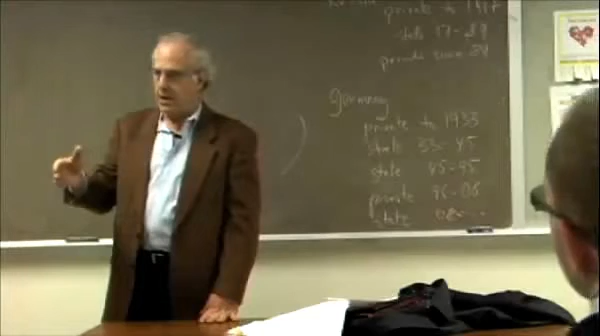 private to 1917
state 17-89
private since 89
Germany
private to 1933
state 33-45
state 45-95
private 96-08
state 08-...